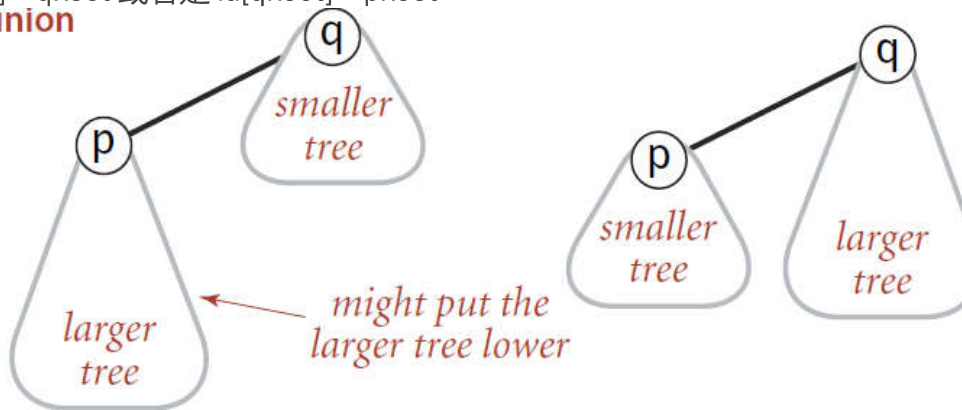 union
q
smaller
tree
p
larger
tree
might put the
larger tree lower
q
p
smaller
tree
larger
tree